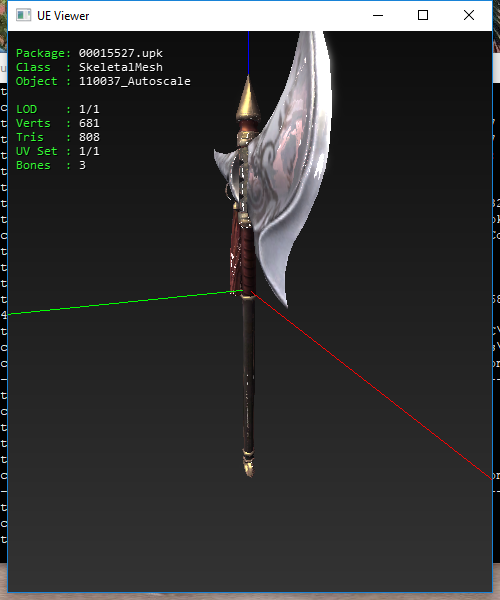 UE Viewer
Package: 00015527.upk
Class : SkeletalMesh
Object : 110037_Autoscale
LOD : 1/1
Verts : 681
Tris : 808
UV Set : 1/1
Bones : 3